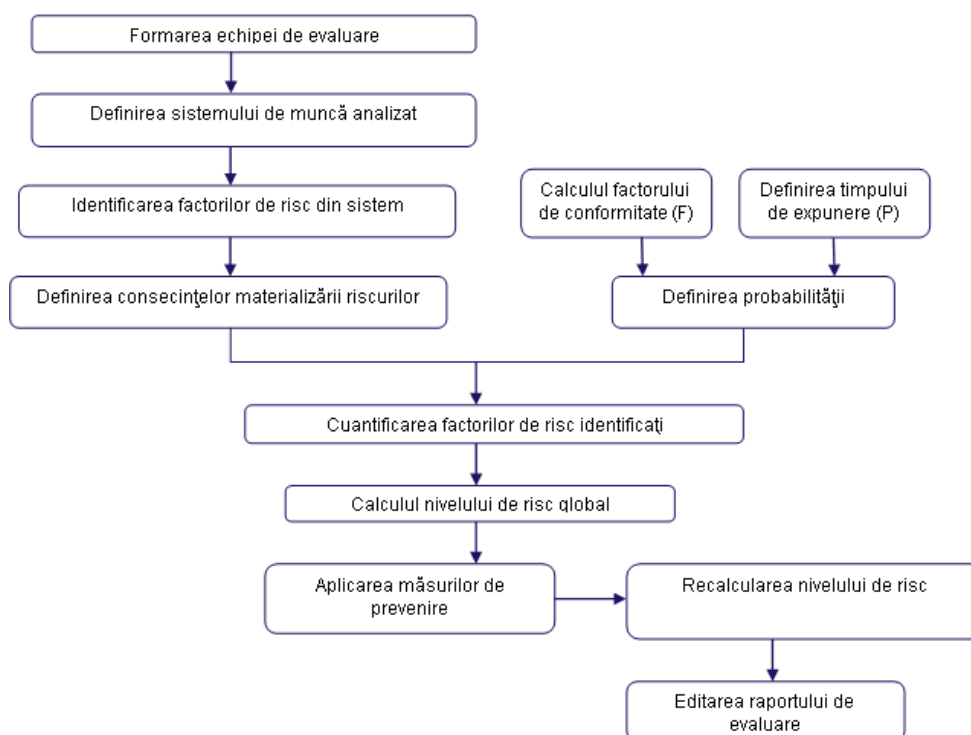 Formarea echipei de evaluare
Definirea sistemului de muncă analizat
Identificarea factorilor de risc din sistem
Calculul factorului
de conformitate (F)
Definirea timpului
de expunere (P)
Definirea consecinţelor materializării riscurilor
Definirea probabilităţii
Cuantificarea factorilor de risc identificaţi
Calculul nivelului de risc global
Aplicarea măsurilor de
prevenire
Recalcularea nivelului de risc
Editarea raportului de
evaluare